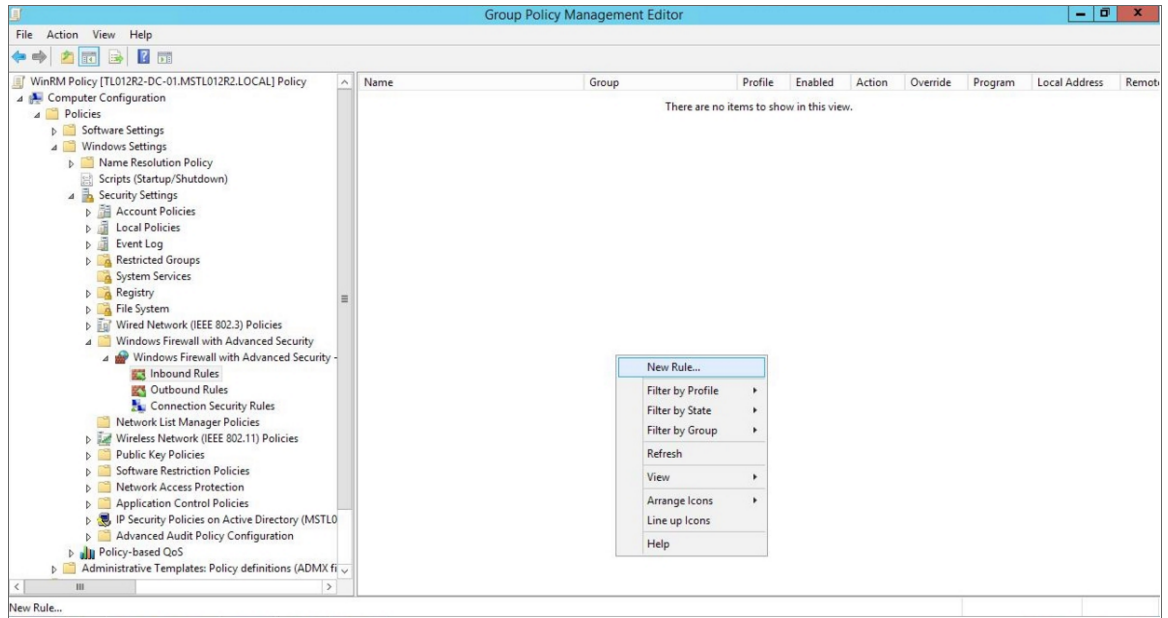 Group Policy Management Editor
File Action View Help
WinRM Policy [TL012R2-DC-01.MSTL012R2.LOCAL] Policy
Computer Configuration
Policies
Software Settings
Windows Settings
Name Resolution Policy
Scripts (Startup/Shutdown)
Security Settings
Account Policies
Local Policies
Event Log
Restricted Groups
System Services
Registry
File System
Wired Network (IEEE 802.3) Policies
Windows Firewall with Advanced Security
Windows Firewall with Advanced Security -
Inbound Rules
Outbound Rules
Connection Security Rules
Network List Manager Policies
Wireless Network (IEEE 802.11) Policies
Public Key Policies
Software Restriction Policies
Network Access Protection
Application Control Policies
IP Security Policies on Active Directory (MSTL0
Advanced Audit Policy Configuration
Policy-based QoS
Administrative Templates: Policy definitions (ADMX fi
Name Group Profile Enabled Action Override Program Local Address Remot
There are no items to show in this view.
New Rule...
Filter by Profile
Filter by State
Filter by Group
Refresh
View
Arrange Icons
Line up Icons
Help
New Rule...